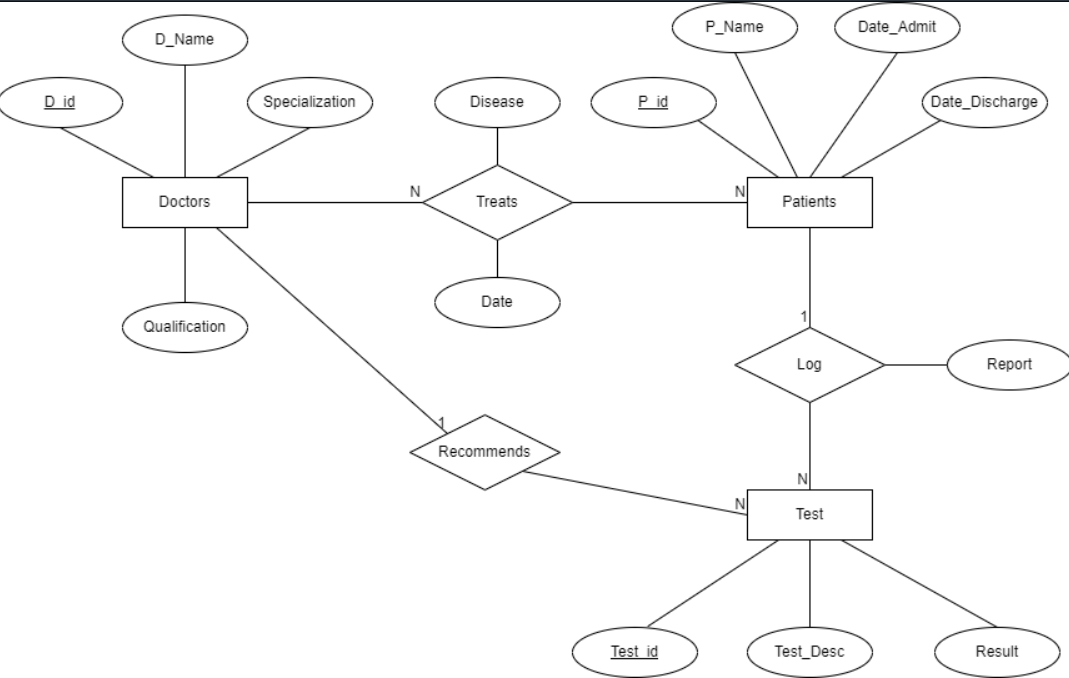 P_Name
Date_Admit
D_Name
D_id
Specialization
Disease
P_id
Date_Discharge
N
N
Doctors
Treats
Patients
Date
1
Qualification
Log
Report
1
Recommends
N
N
Test
Test_id
Test_Desc
Result